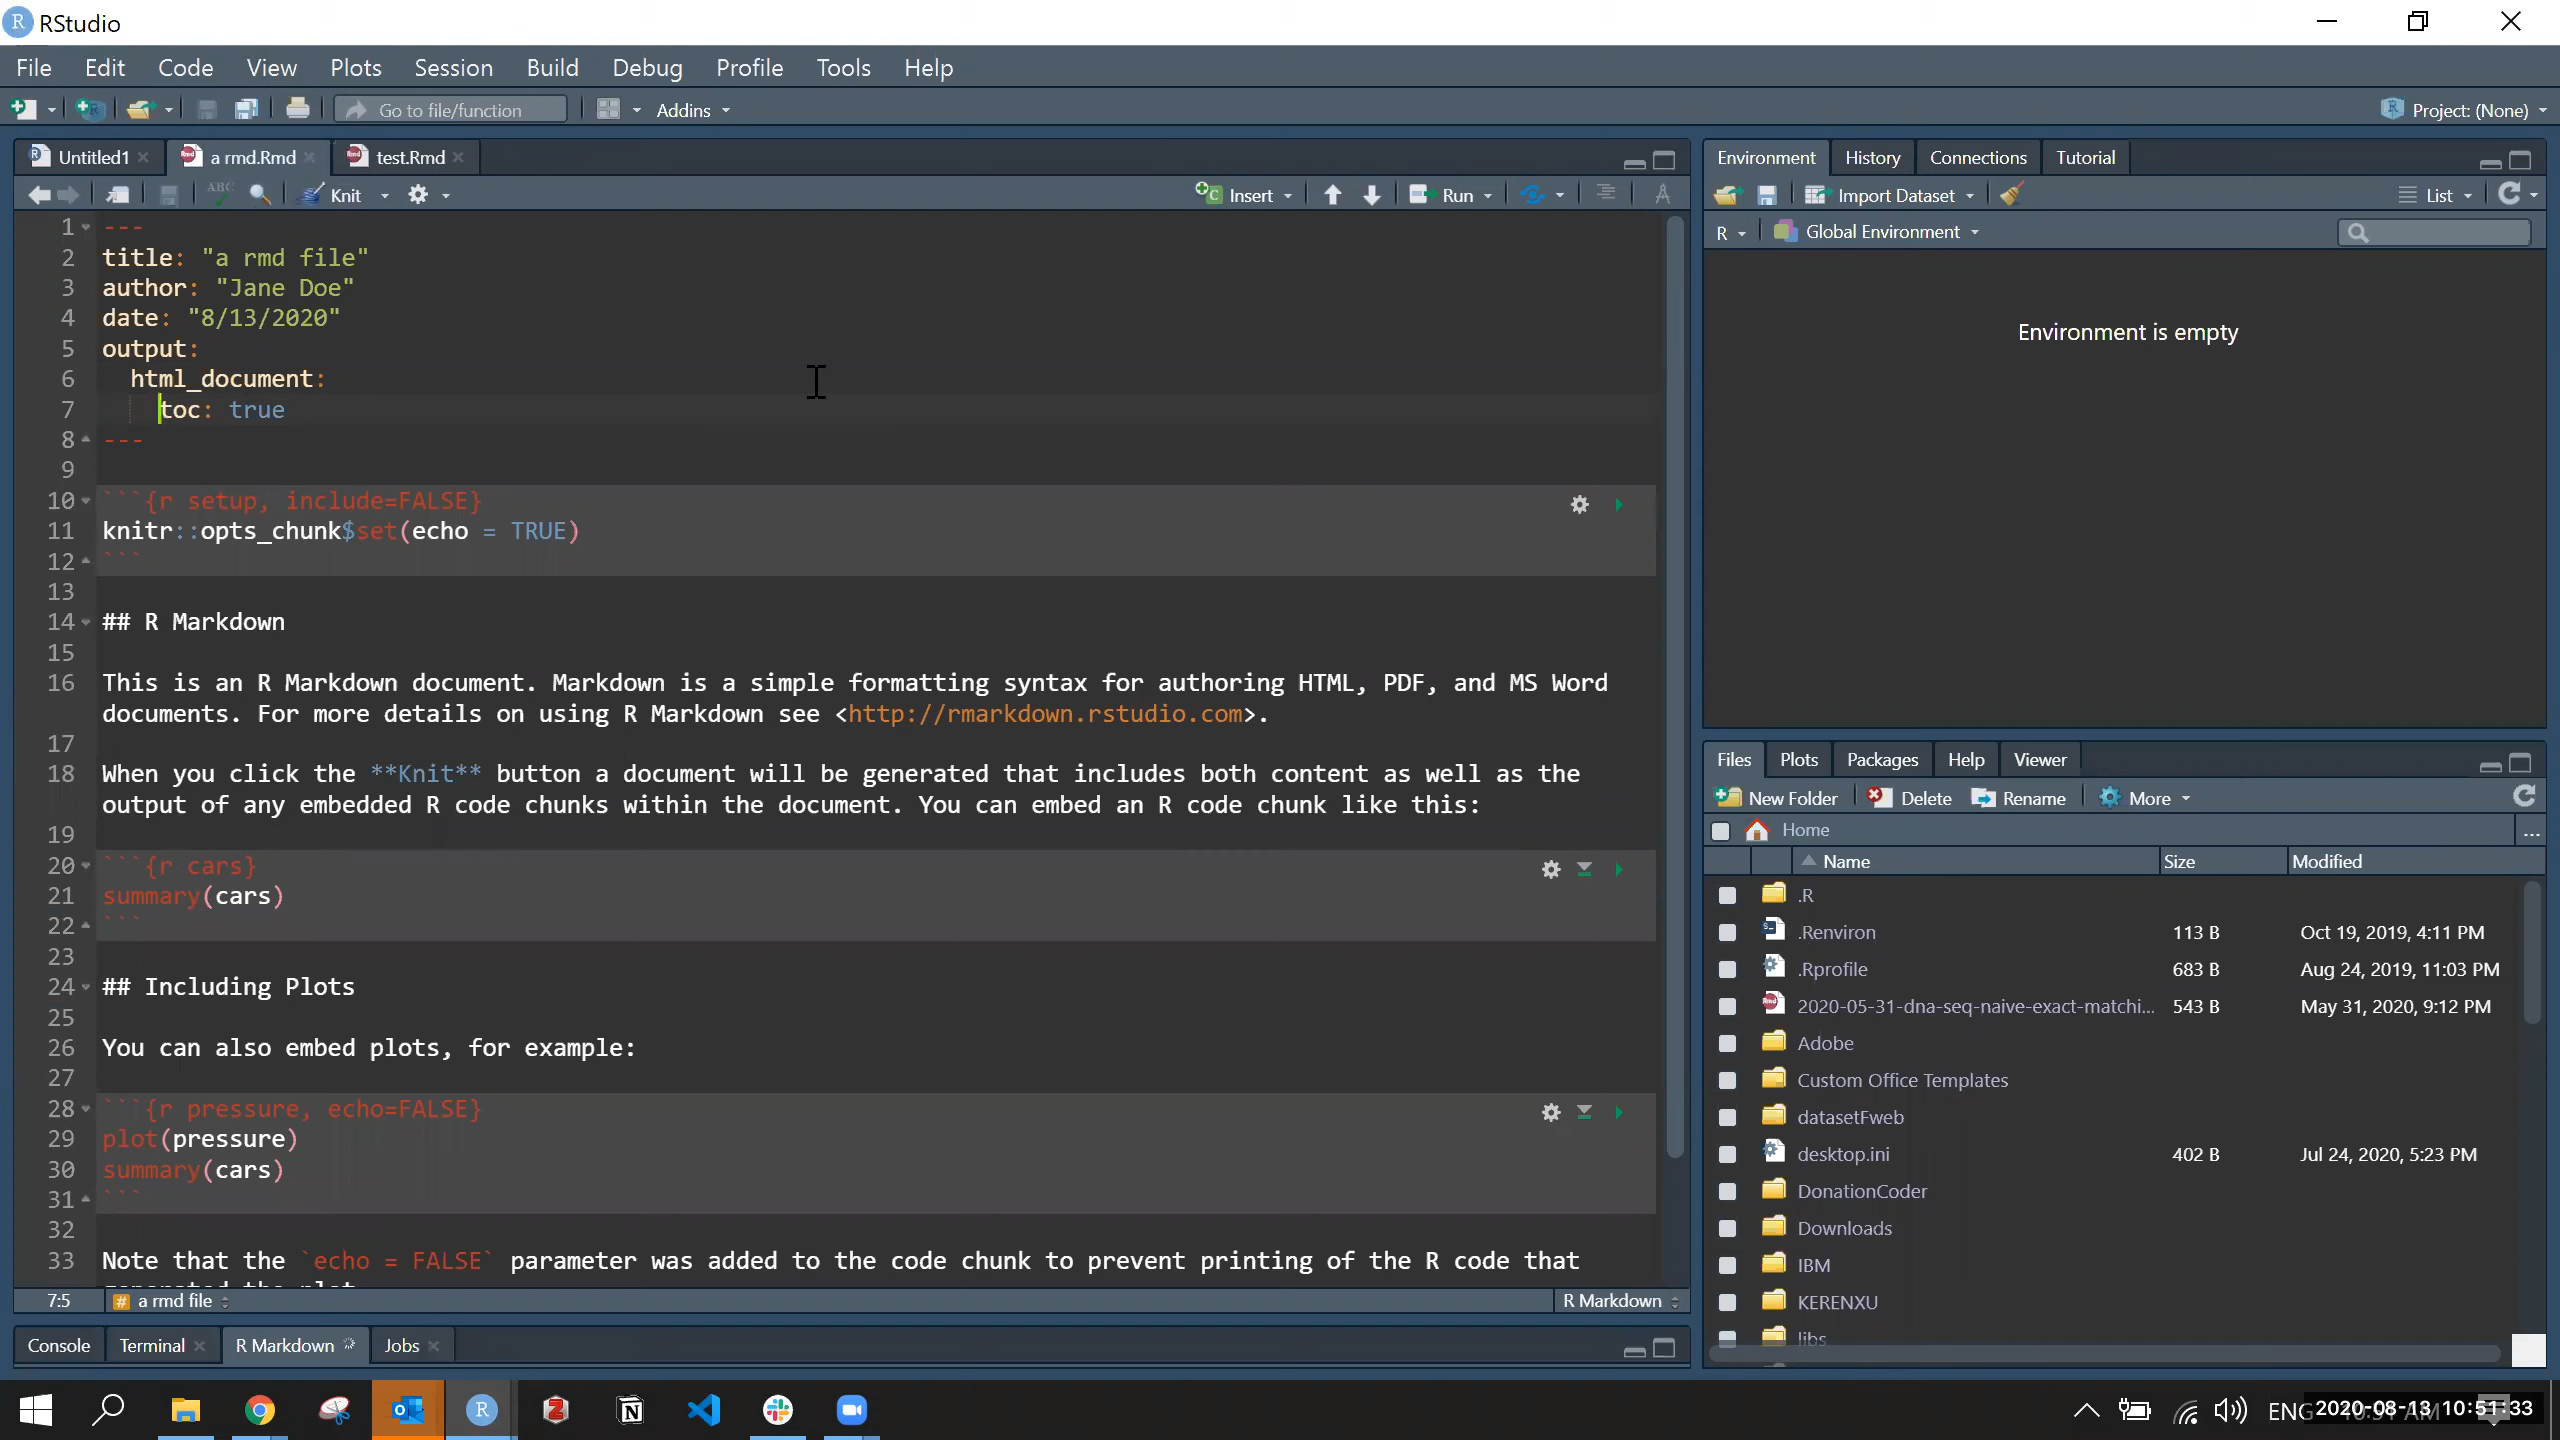 RStudio
File Edit Code View Plots Session Build Debug Profile Tools Help
Go to file/function Addins Project: (None)
Untitled1 a rmd.Rmd test.Rmd
ABC Knit Insert Run
1 ---
2 title: "a rmd file"
3 author: "Jane Doe"
4 date: "8/13/2020"
5 output:
6 html_document:
7 toc: true
8 ---
9
10 ```{r setup, include=FALSE}
11 knitr::opts_chunk$set(echo = TRUE)
12 ```
13
14 ## R Markdown
15
16 This is an R Markdown document. Markdown is a simple formatting syntax for authoring HTML, PDF, and MS Word
documents. For more details on using R Markdown see <http://rmarkdown.rstudio.com>.
17
18 When you click the **Knit** button a document will be generated that includes both content as well as the
output of any embedded R code chunks within the document. You can embed an R code chunk like this:
19
20 ```{r cars}
21 summary(cars)
22 ```
23
24 ## Including Plots
25
26 You can also embed plots, for example:
27
28 ```{r pressure, echo=FALSE}
29 plot(pressure)
30 summary(cars)
31 ```
32
33 Note that the `echo = FALSE` parameter was added to the code chunk to prevent printing of the R code that
generated the plot
7:5 a rmd file R Markdown
Console Terminal R Markdown Jobs
Environment History Connections Tutorial
Import Dataset List
R Global Environment
Environment is empty
Files Plots Packages Help Viewer
New Folder Delete Rename More
Home ...
Name Size Modified
.R
.Renviron 113 B Oct 19, 2019, 4:11 PM
.Rprofile 683 B Aug 24, 2019, 11:03 PM
2020-05-31-dna-seq-naive-exact-matchi... 543 B May 31, 2020, 9:12 PM
Adobe
Custom Office Templates
datasetFweb
desktop.ini 402 B Jul 24, 2020, 5:23 PM
DonationCoder
Downloads
IBM
KERENXU
libs
ENG 2020-08-13 10:51:33